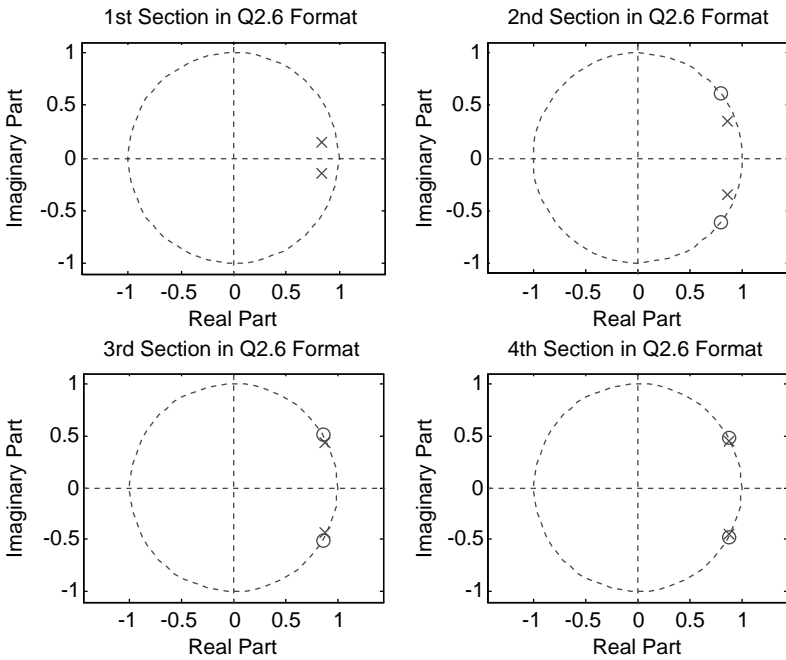 1st Section in Q2.6 Format
2nd Section in Q2.6 Format
Imaginary Part
1
0.5
0
-0.5
-1
-1 -0.5 0 0.5 1
Real Part
Imaginary Part
1
0.5
0
-0.5
-1
-1 -0.5 0 0.5 1
Real Part
3rd Section in Q2.6 Format
4th Section in Q2.6 Format
Imaginary Part
1
0.5
0
-0.5
-1
-1 -0.5 0 0.5 1
Real Part
Imaginary Part
1
0.5
0
-0.5
-1
-1 -0.5 0 0.5 1
Real Part